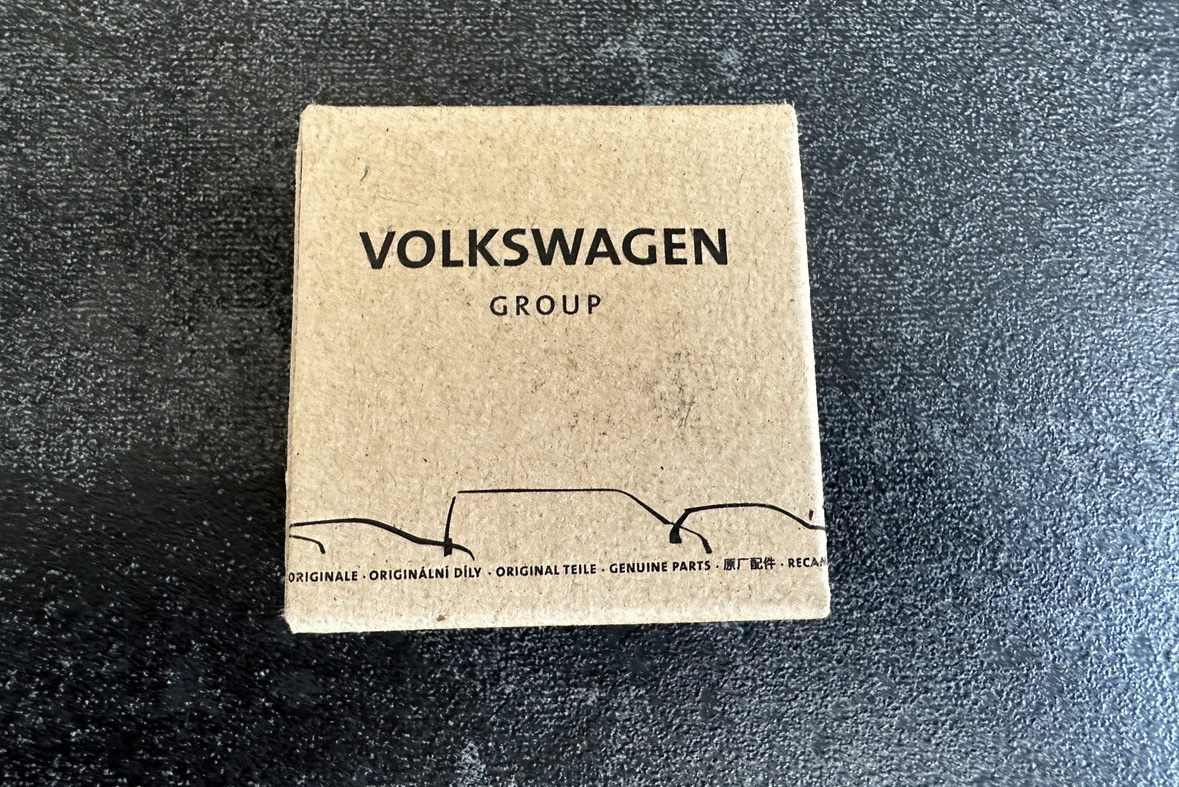 VOLKSWAGEN
GROUP
ORIGINALE · ORIGINÁLNÍ DÍLY · ORIGINAL TEILE · GENUINE PARTS · 原厂配件 ·